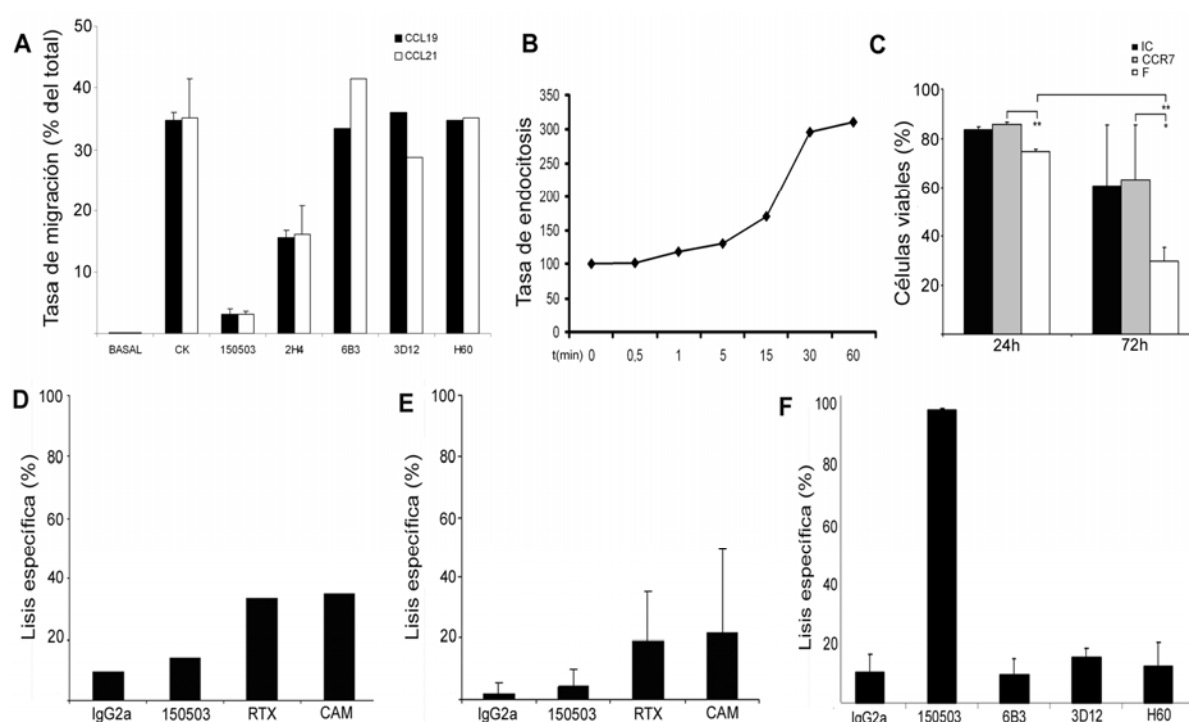 A
Tasa de migración (% del total)
50
40
30
20
10
CCL19
CCL21
BASAL CK 150503 2H4 6B3 3D12 H60
B
Tasa de endocitosis
350
300
250
200
150
100
50
0
t(min) 0 0,5 1 5 15 30 60
C
IC
CCR7
F
Células viables (%)
100
80
60
40
20
**
**
*
24h 72h
D
Lisis específica (%)
100
80
60
40
20
IgG2a 150503 RTX CAM
E
Lisis específica (%)
100
80
60
40
20
IgG2a 150503 RTX CAM
F
Lisis específica (%)
100
80
60
40
20
IgG2a 150503 6B3 3D12 H60